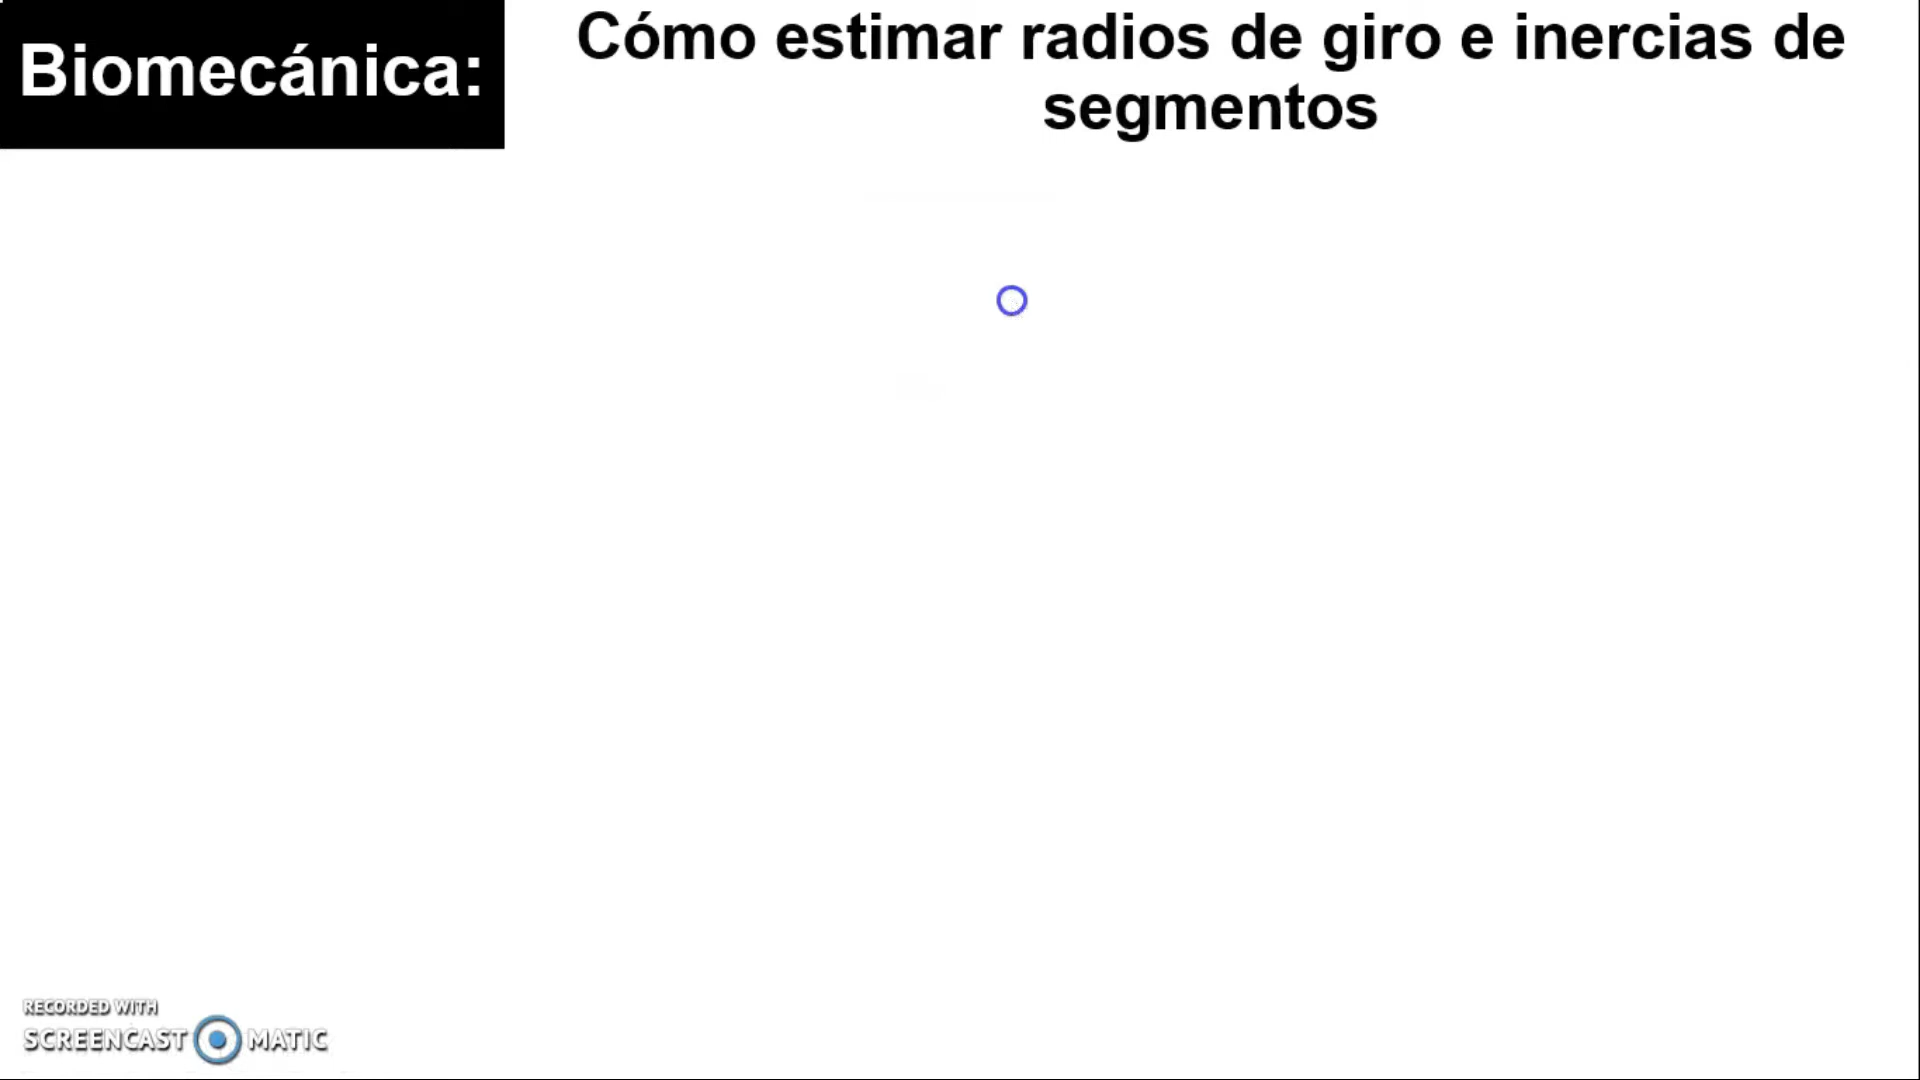 Biomecánica:
Cómo estimar radios de giro e inercias de
segmentos
RECORDED WITH
SCREENCAST MATIC